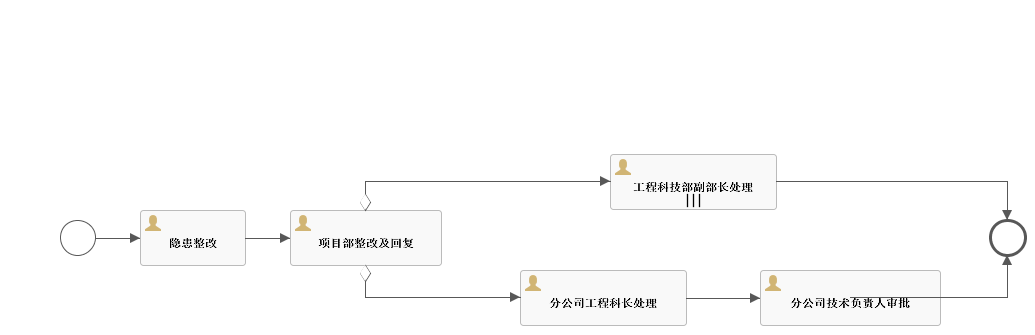 工程科技部副部长处理
隐患整改
项目部整改及回复
分公司工程科长处理
分公司技术负责人审批